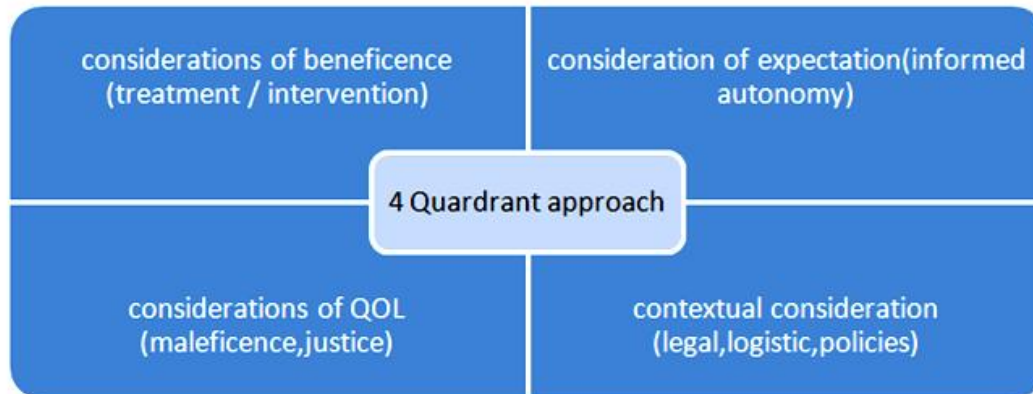 considerations of beneficence
(treatment / intervention)
consideration of expectation(informed
autonomy)
4 Quardrant approach
considerations of QOL
(maleficence,justice)
contextual consideration
(legal,logistic,policies)